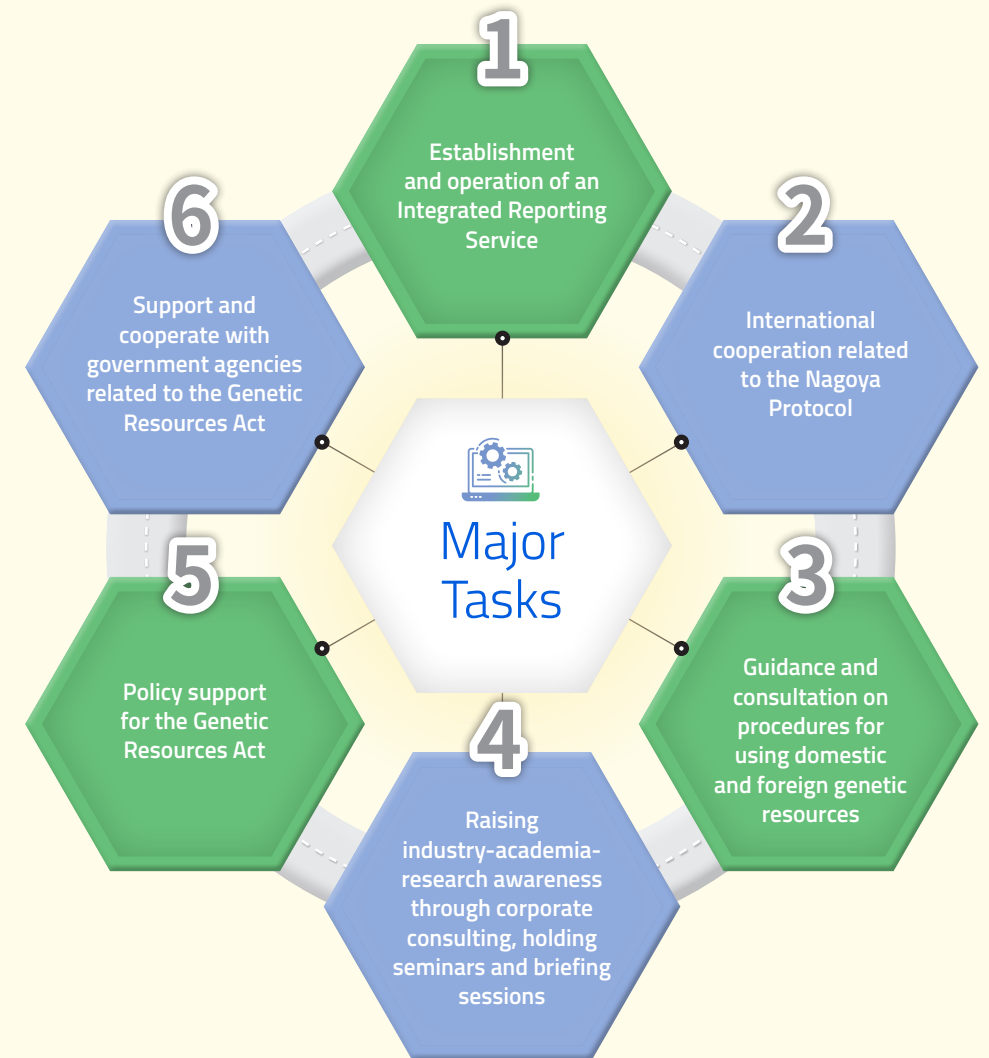 1
Establishment
and operation of an
Integrated Reporting
Service
2
International
cooperation related
to the Nagoya
Protocol
3
Guidance and
consultation on
procedures for
using domestic
and foreign genetic
resources
4
Raising
industry-academia-
research awareness
through corporate
consulting, holding
seminars and briefing
sessions
5
Policy support
for the Genetic
Resources Act
6
Support and
cooperate with
government agencies
related to the Genetic
Resources Act
Major
Tasks